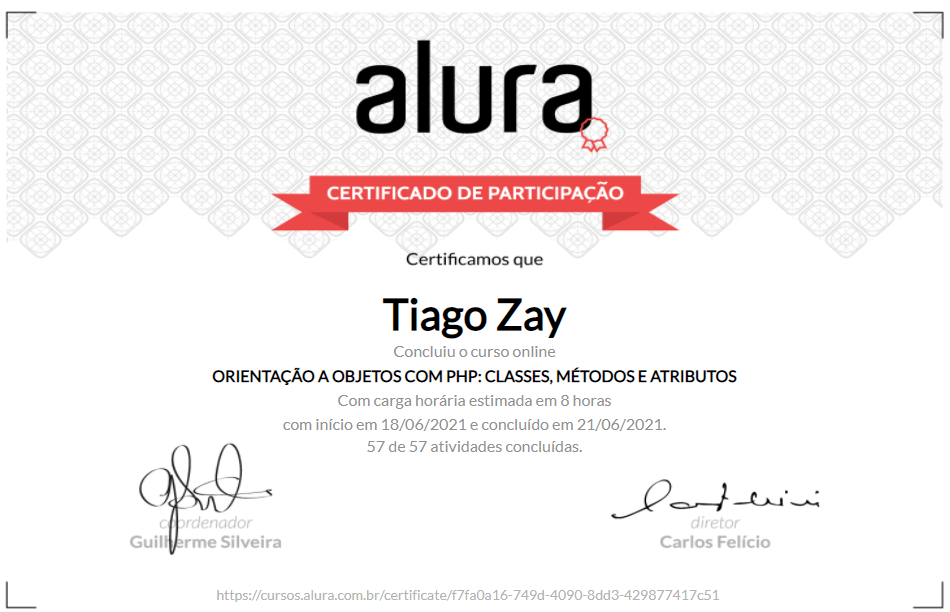 alura
CERTIFICADO DE PARTICIPAÇÃO
Certificamos que
Tiago Zay
Concluiu o curso online
ORIENTAÇÃO A OBJETOS COM PHP: CLASSES, MÉTODOS E ATRIBUTOS
Com carga horária estimada em 8 horas
com início em 18/06/2021 e concluído em 21/06/2021.
57 de 57 atividades concluídas.
coordenador
Guilherme Silveira
diretor
Carlos Felício
https://cursos.alura.com.br/certificate/f7fa0a16-749d-4090-8dd3-429877417c51